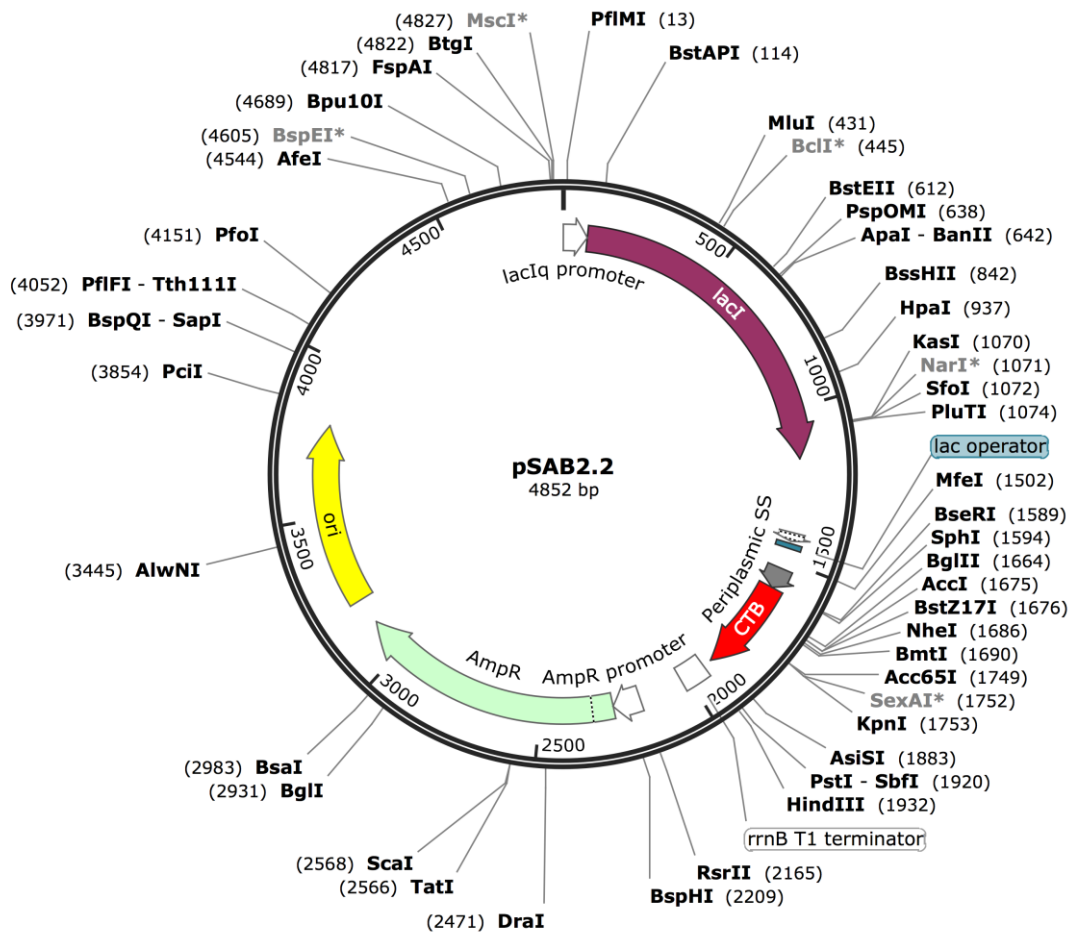 (4827) MscI*
(4822) BtgI
(4817) FspAI
(4689) Bpu10I
(4605) BspEI*
(4544) AfeI
(4151) PfoI
(4052) PflFI - Tth111I
(3971) BspQI - SapI
(3854) PciI
(3445) AlwNI
(2983) BsaI
(2931) BglI
(2568) ScaI
(2566) TatI
(2471) DraI
PflMI (13)
BstAPI (114)
MluI (431)
BclI* (445)
BstEII (612)
PspOMI (638)
ApaI - BanII (642)
BssHII (842)
HpaI (937)
KasI (1070)
NarI* (1071)
SfoI (1072)
PluTI (1074)
lac operator
MfeI (1502)
BseRI (1589)
SphI (1594)
BglII (1664)
AccI (1675)
BstZ17I (1676)
NheI (1686)
BmtI (1690)
Acc65I (1749)
SexAI* (1752)
KpnI (1753)
AsiSI (1883)
PstI - SbfI (1920)
HindIII (1932)
rrnB T1 terminator
RsrII (2165)
BspHI (2209)
500
1000
1500
2000
2500
3000
3500
4000
4500
lacIq promoter
lacI
pSAB2.2
4852 bp
Periplasmic SS
CTB
AmpR promoter
AmpR
ori